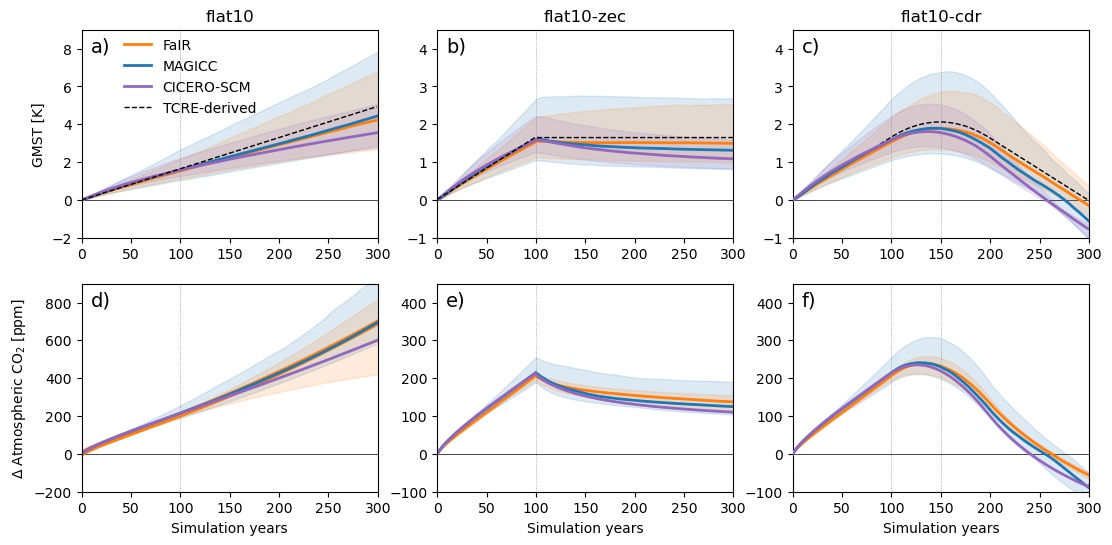 flat10
flat10-zec
flat10-cdr
a)
FaIR
MAGICC
CICERO-SCM
TCRE-derived
b)
c)
GMST [K]
8
6
4
2
0
−2
4
3
2
1
0
−1
4
3
2
1
0
−1
0 50 100 150 200 250 300
0 50 100 150 200 250 300
0 50 100 150 200 250 300
d)
e)
f)
Δ Atmospheric CO₂ [ppm]
800
600
400
200
0
−200
400
300
200
100
0
−100
400
300
200
100
0
−100
0 50 100 150 200 250 300
0 50 100 150 200 250 300
0 50 100 150 200 250 300
Simulation years
Simulation years
Simulation years